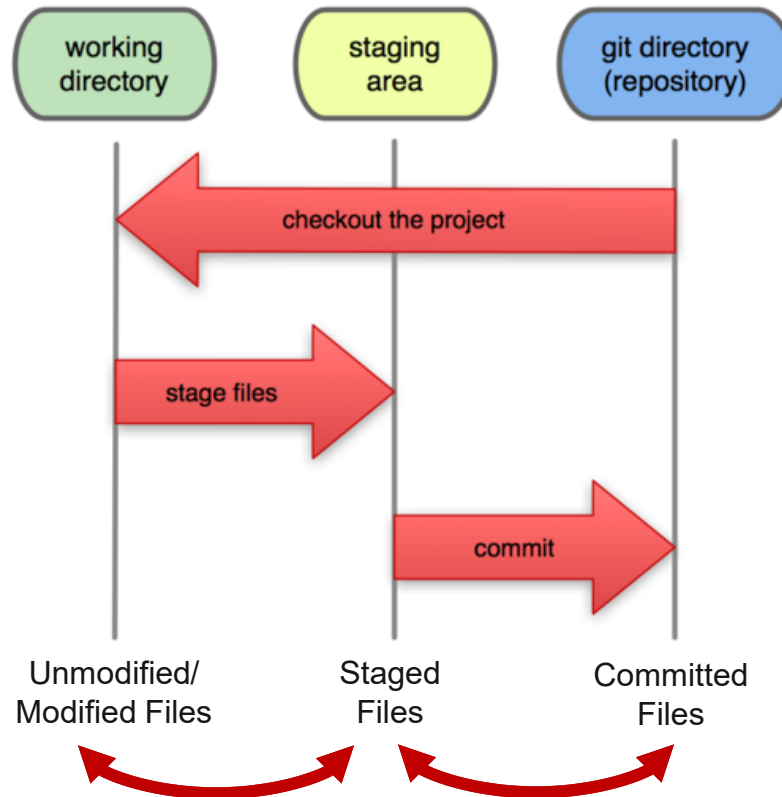 working
directory
staging
area
git directory
(repository)
checkout the project
stage files
commit
Unmodified/
Modified Files
Staged
Files
Committed
Files